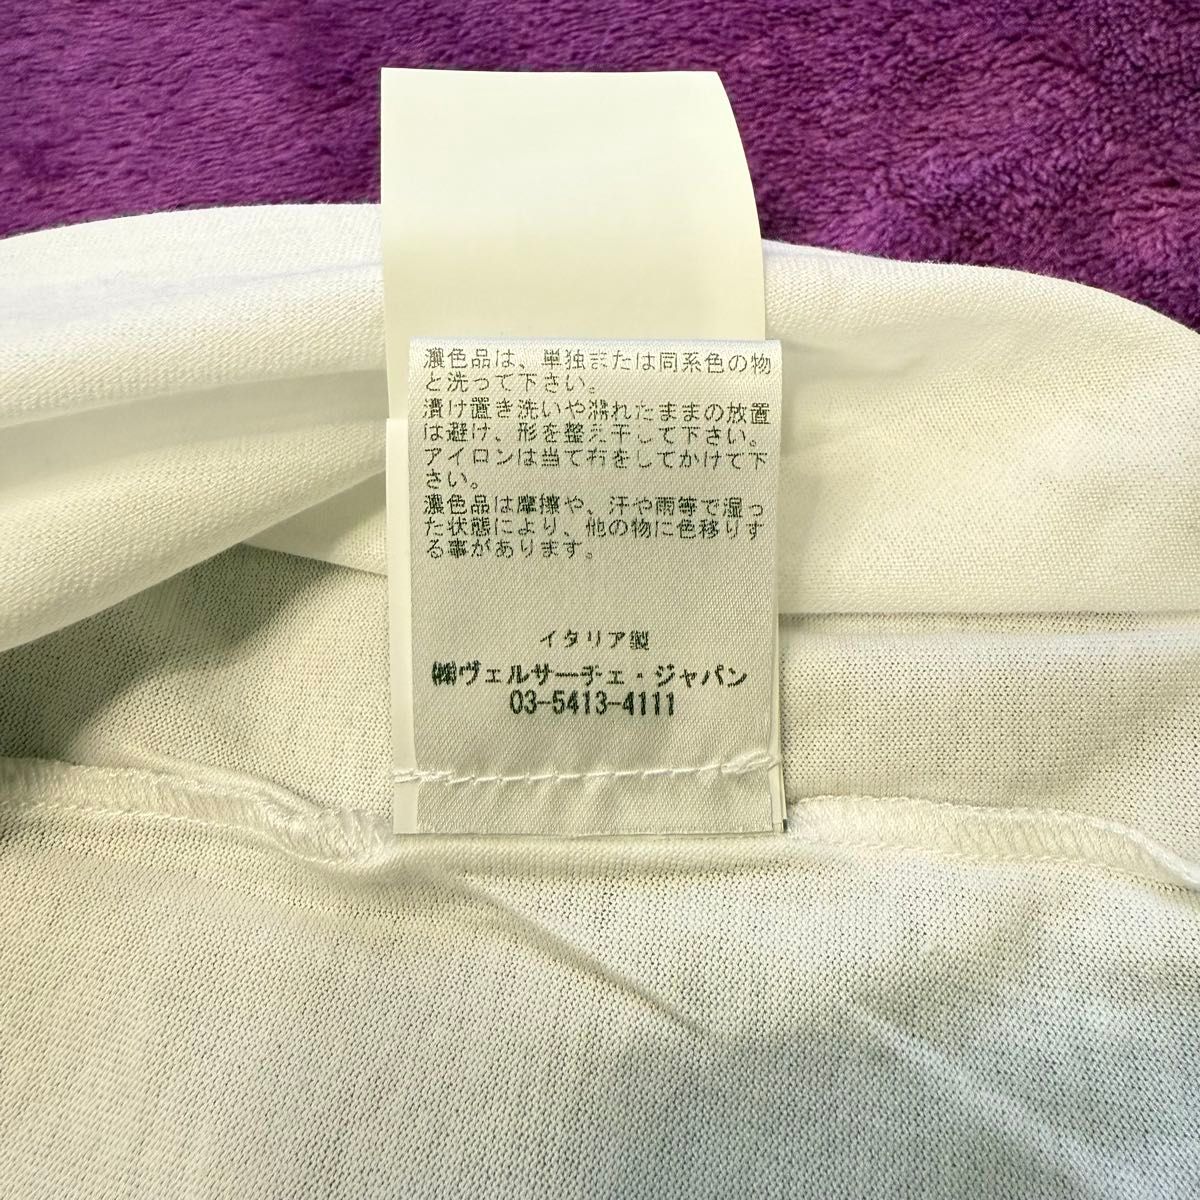 濃色品は、単独または同系色の物
と洗って下さい。
漬け置き洗いや濡れたままの放置
は避け、形を整え干して下さい。
アイロンは当て布をしてかけて下
さい。
濃色品は摩擦や、汗や雨等で湿っ
た状態により、他の物に色移りす
る事があります。
イタリア製
㈱ヴェルサーチェ・ジャパン
03-5413-4111